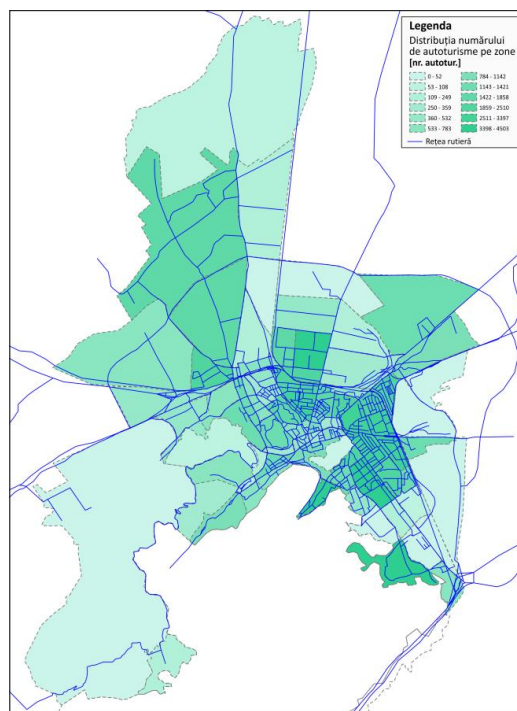 Legenda
Distribuția numărului
de autoturisme pe zone
[nr. autotur.]
0 - 52
53 - 108
109 - 249
250 - 359
360 - 532
533 - 783
784 - 1142
1143 - 1421
1422 - 1858
1859 - 2510
2511 - 3397
3398 - 4503
Rețea rutieră